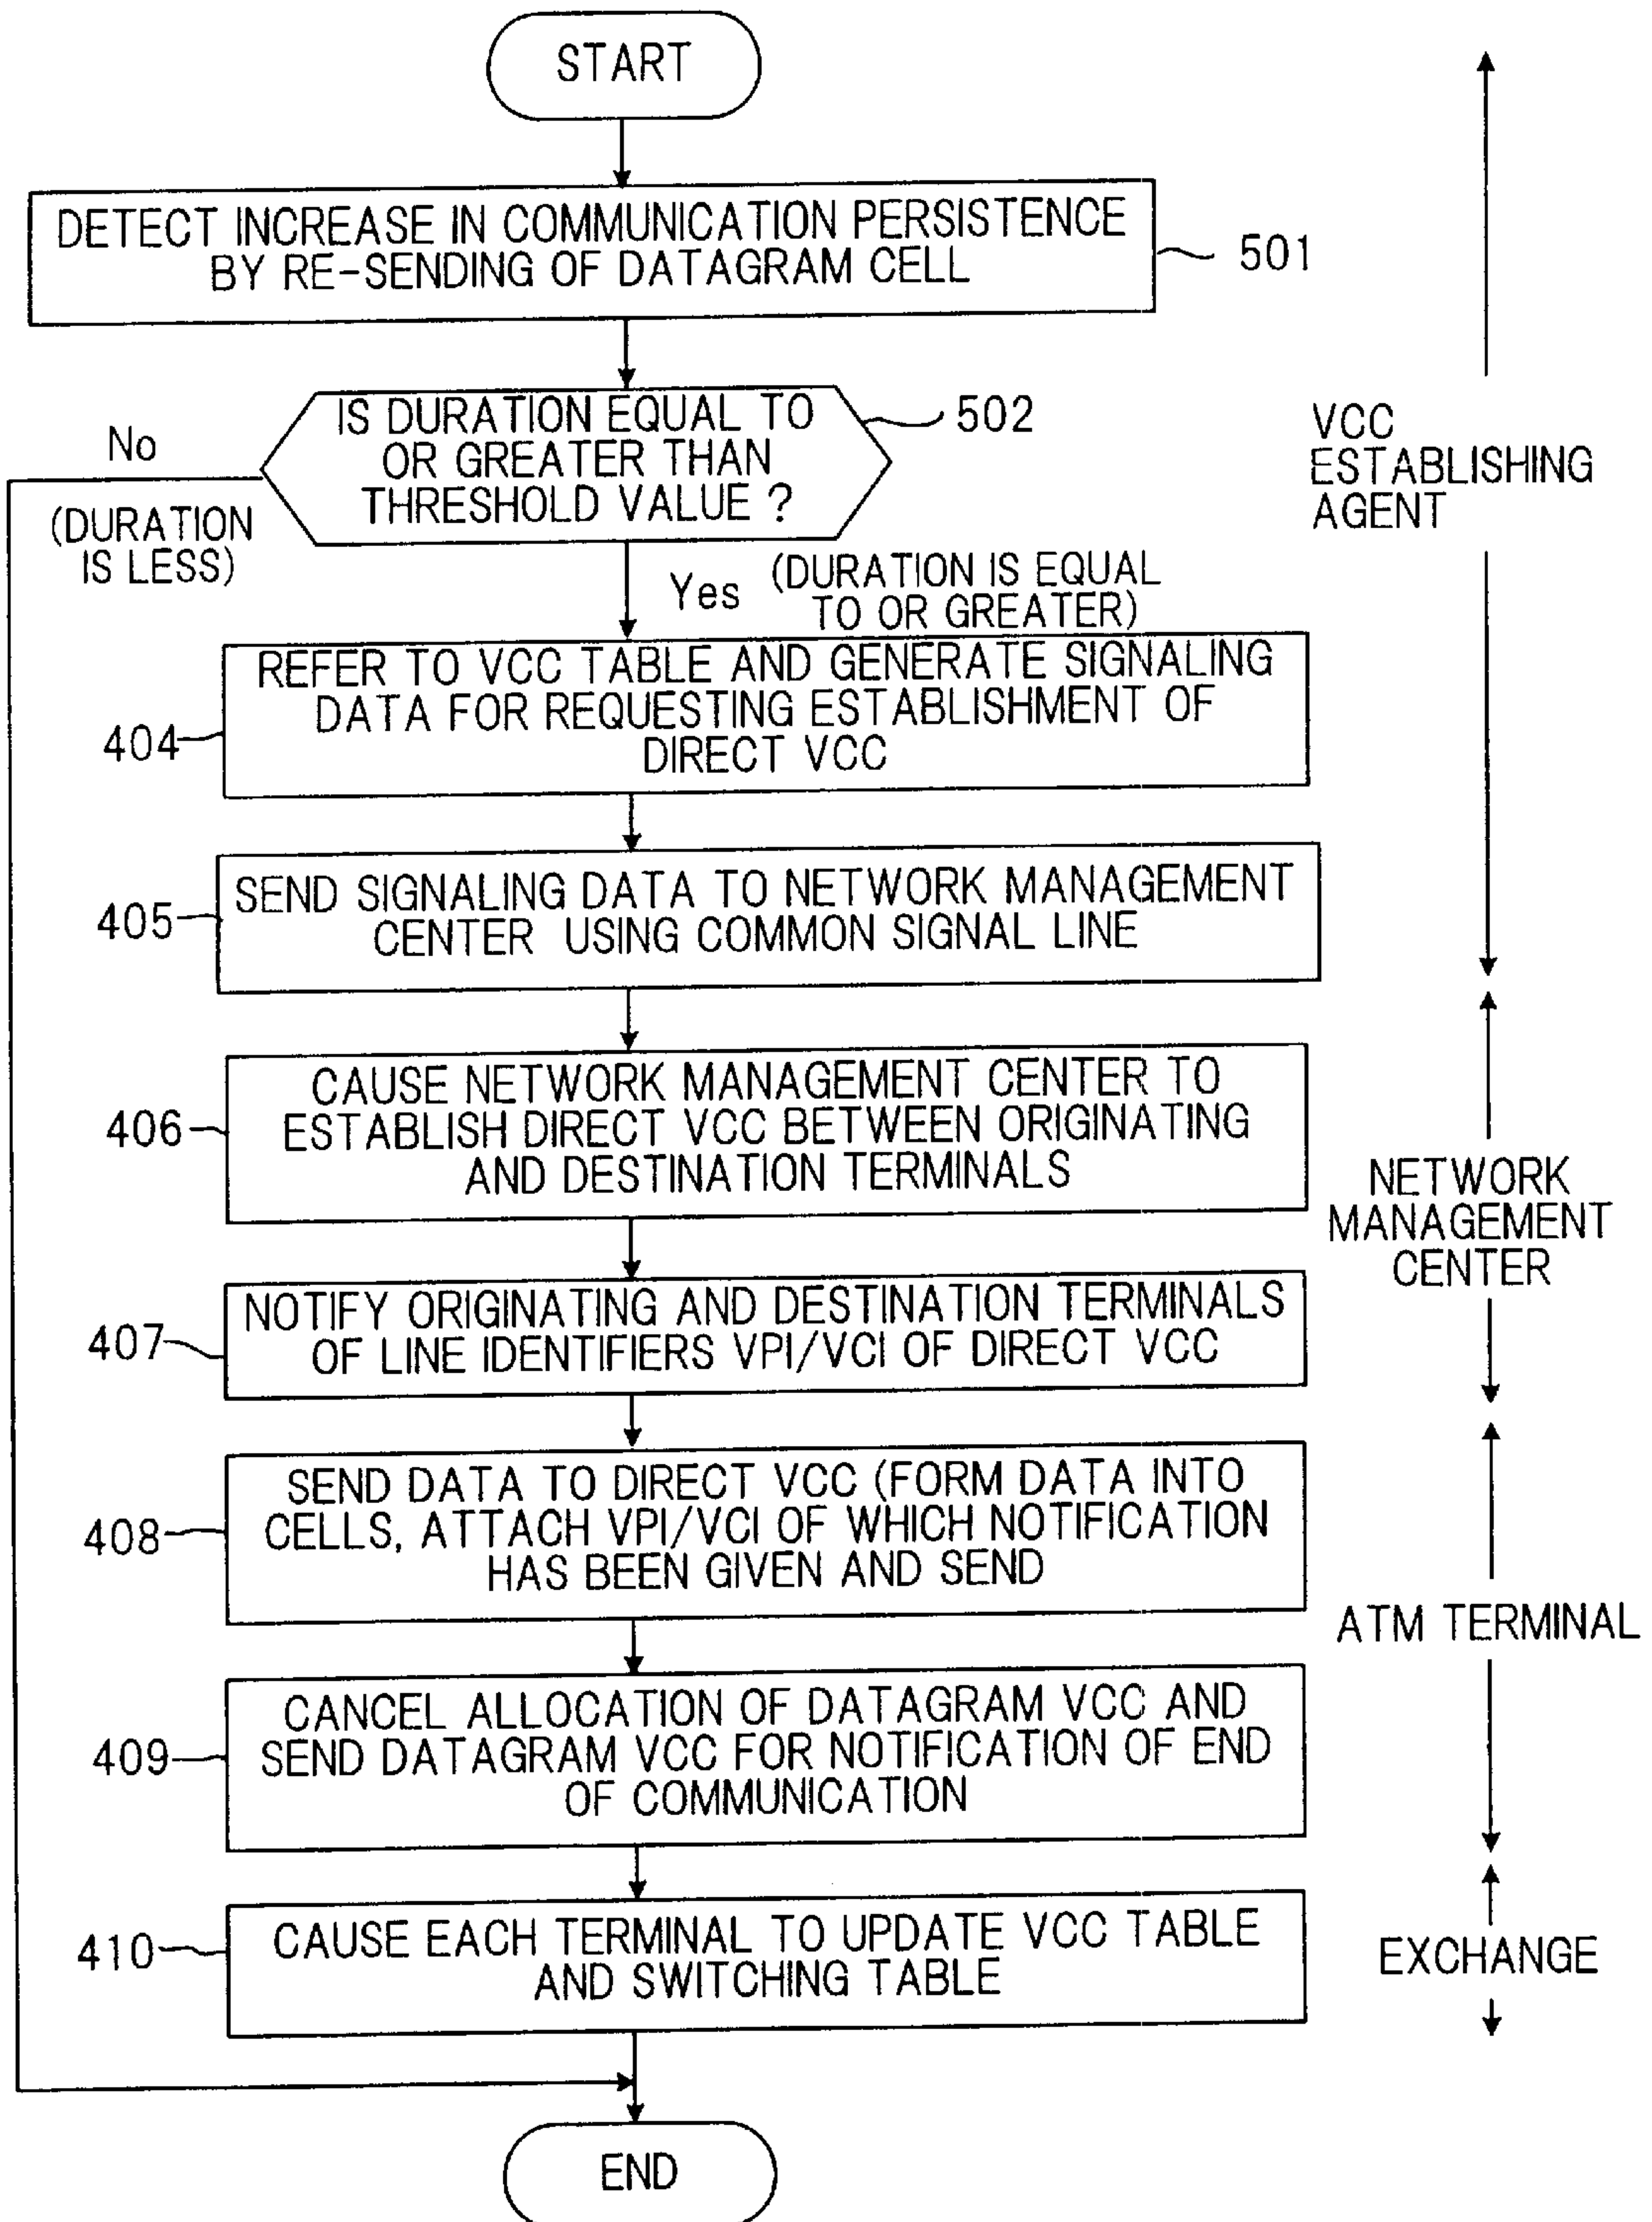 START
DETECT INCREASE IN COMMUNICATION PERSISTENCE
BY RE-SENDING OF DATAGRAM CELL
501
IS DURATION EQUAL TO
OR GREATER THAN
THRESHOLD VALUE ?
502
No
(DURATION
IS LESS)
Yes
(DURATION IS EQUAL
TO OR GREATER)
VCC
ESTABLISHING
AGENT
REFER TO VCC TABLE AND GENERATE SIGNALING
DATA FOR REQUESTING ESTABLISHMENT OF
DIRECT VCC
404
SEND SIGNALING DATA TO NETWORK MANAGEMENT
CENTER USING COMMON SIGNAL LINE
405
CAUSE NETWORK MANAGEMENT CENTER TO
ESTABLISH DIRECT VCC BETWEEN ORIGINATING
AND DESTINATION TERMINALS
406
NETWORK
MANAGEMENT
CENTER
NOTIFY ORIGINATING AND DESTINATION TERMINALS
OF LINE IDENTIFIERS VPI/VCI OF DIRECT VCC
407
SEND DATA TO DIRECT VCC (FORM DATA INTO
CELLS, ATTACH VPI/VCI OF WHICH NOTIFICATION
HAS BEEN GIVEN AND SEND
408
ATM TERMINAL
CANCEL ALLOCATION OF DATAGRAM VCC AND
SEND DATAGRAM VCC FOR NOTIFICATION OF END
OF COMMUNICATION
409
CAUSE EACH TERMINAL TO UPDATE VCC TABLE
AND SWITCHING TABLE
410
EXCHANGE
END